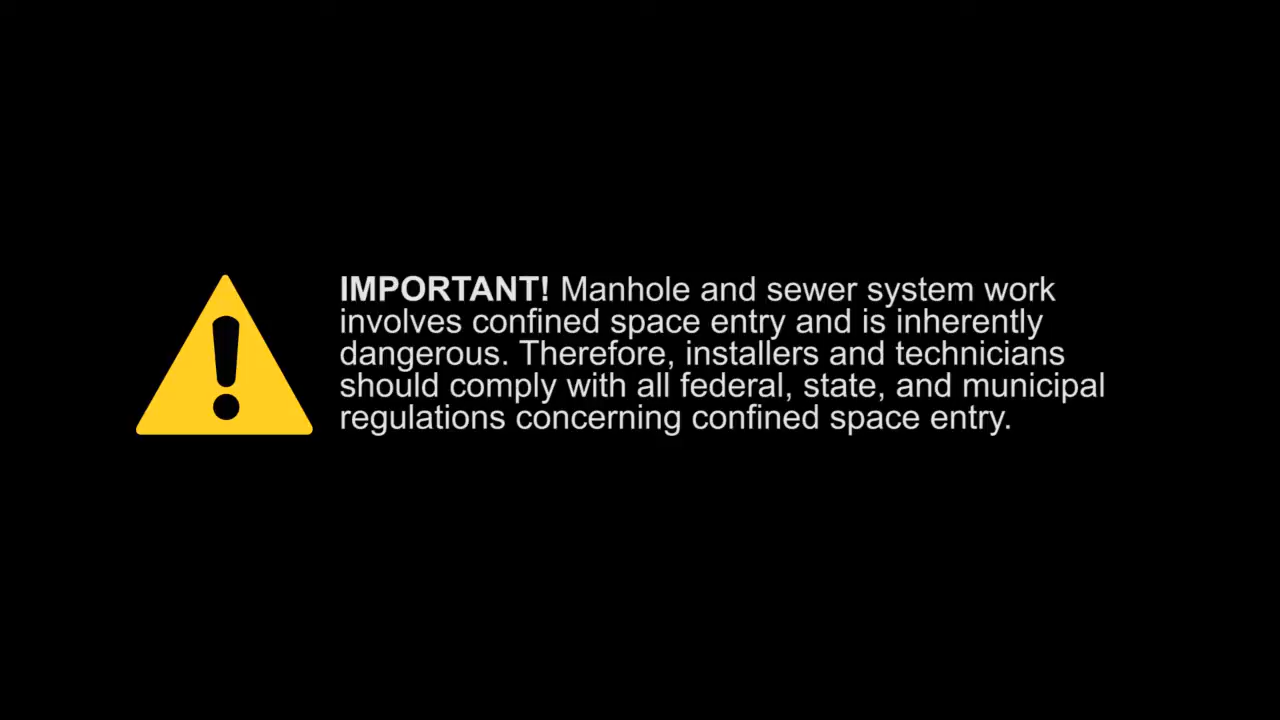 IMPORTANT! Manhole and sewer system work
involves confined space entry and is inherently
dangerous. Therefore, installers and technicians
should comply with all federal, state, and municipal
regulations concerning confined space entry.